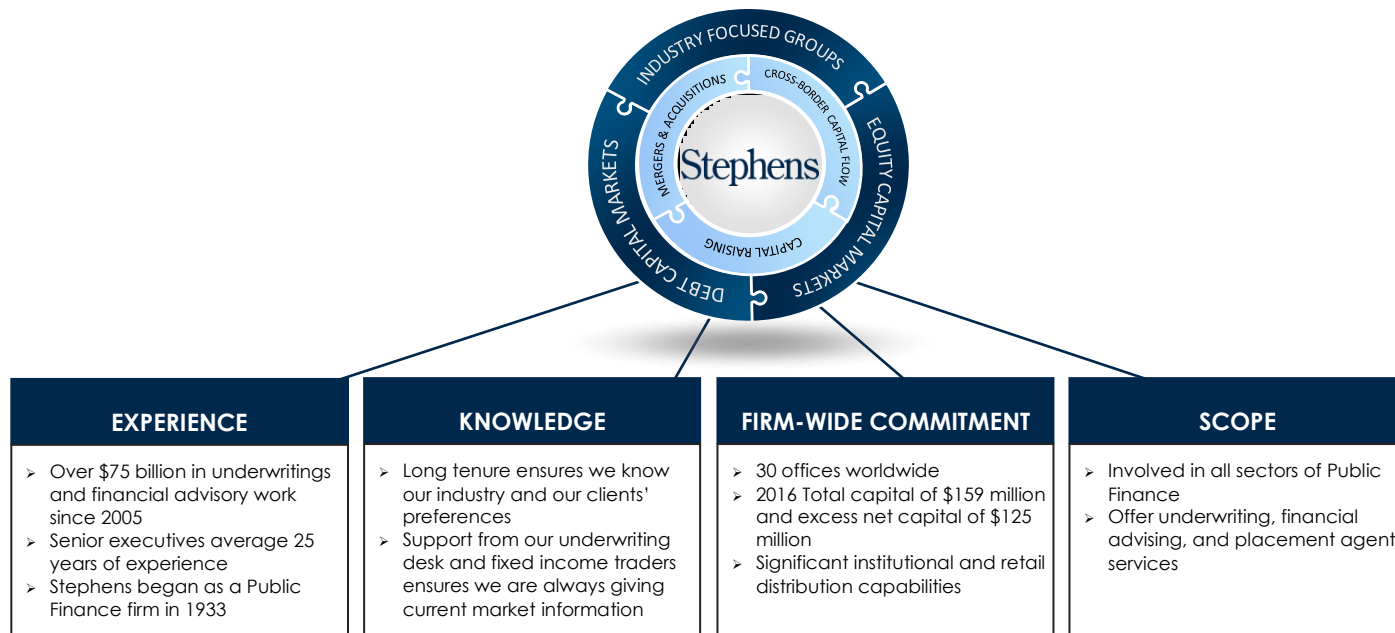 INDUSTRY FOCUSED GROUPS
MERGERS & ACQUISITIONS
CROSS-BORDER CAPITAL FLOW
Stephens
DEBT CAPITAL MARKETS
EQUITY CAPITAL MARKETS
CAPITAL RAISING
EXPERIENCE
➢ Over $75 billion in underwritings
and financial advisory work
since 2005
➢ Senior executives average 25
years of experience
➢ Stephens began as a Public
Finance firm in 1933
KNOWLEDGE
➢ Long tenure ensures we know
our industry and our clients’
preferences
➢ Support from our underwriting
desk and fixed income traders
ensures we are always giving
current market information
FIRM-WIDE COMMITMENT
➢ 30 offices worldwide
➢ 2016 Total capital of $159 million
and excess net capital of $125
million
➢ Significant institutional and retail
distribution capabilities
SCOPE
➢ Involved in all sectors of Public
Finance
➢ Offer underwriting, financial
advising, and placement agent
services